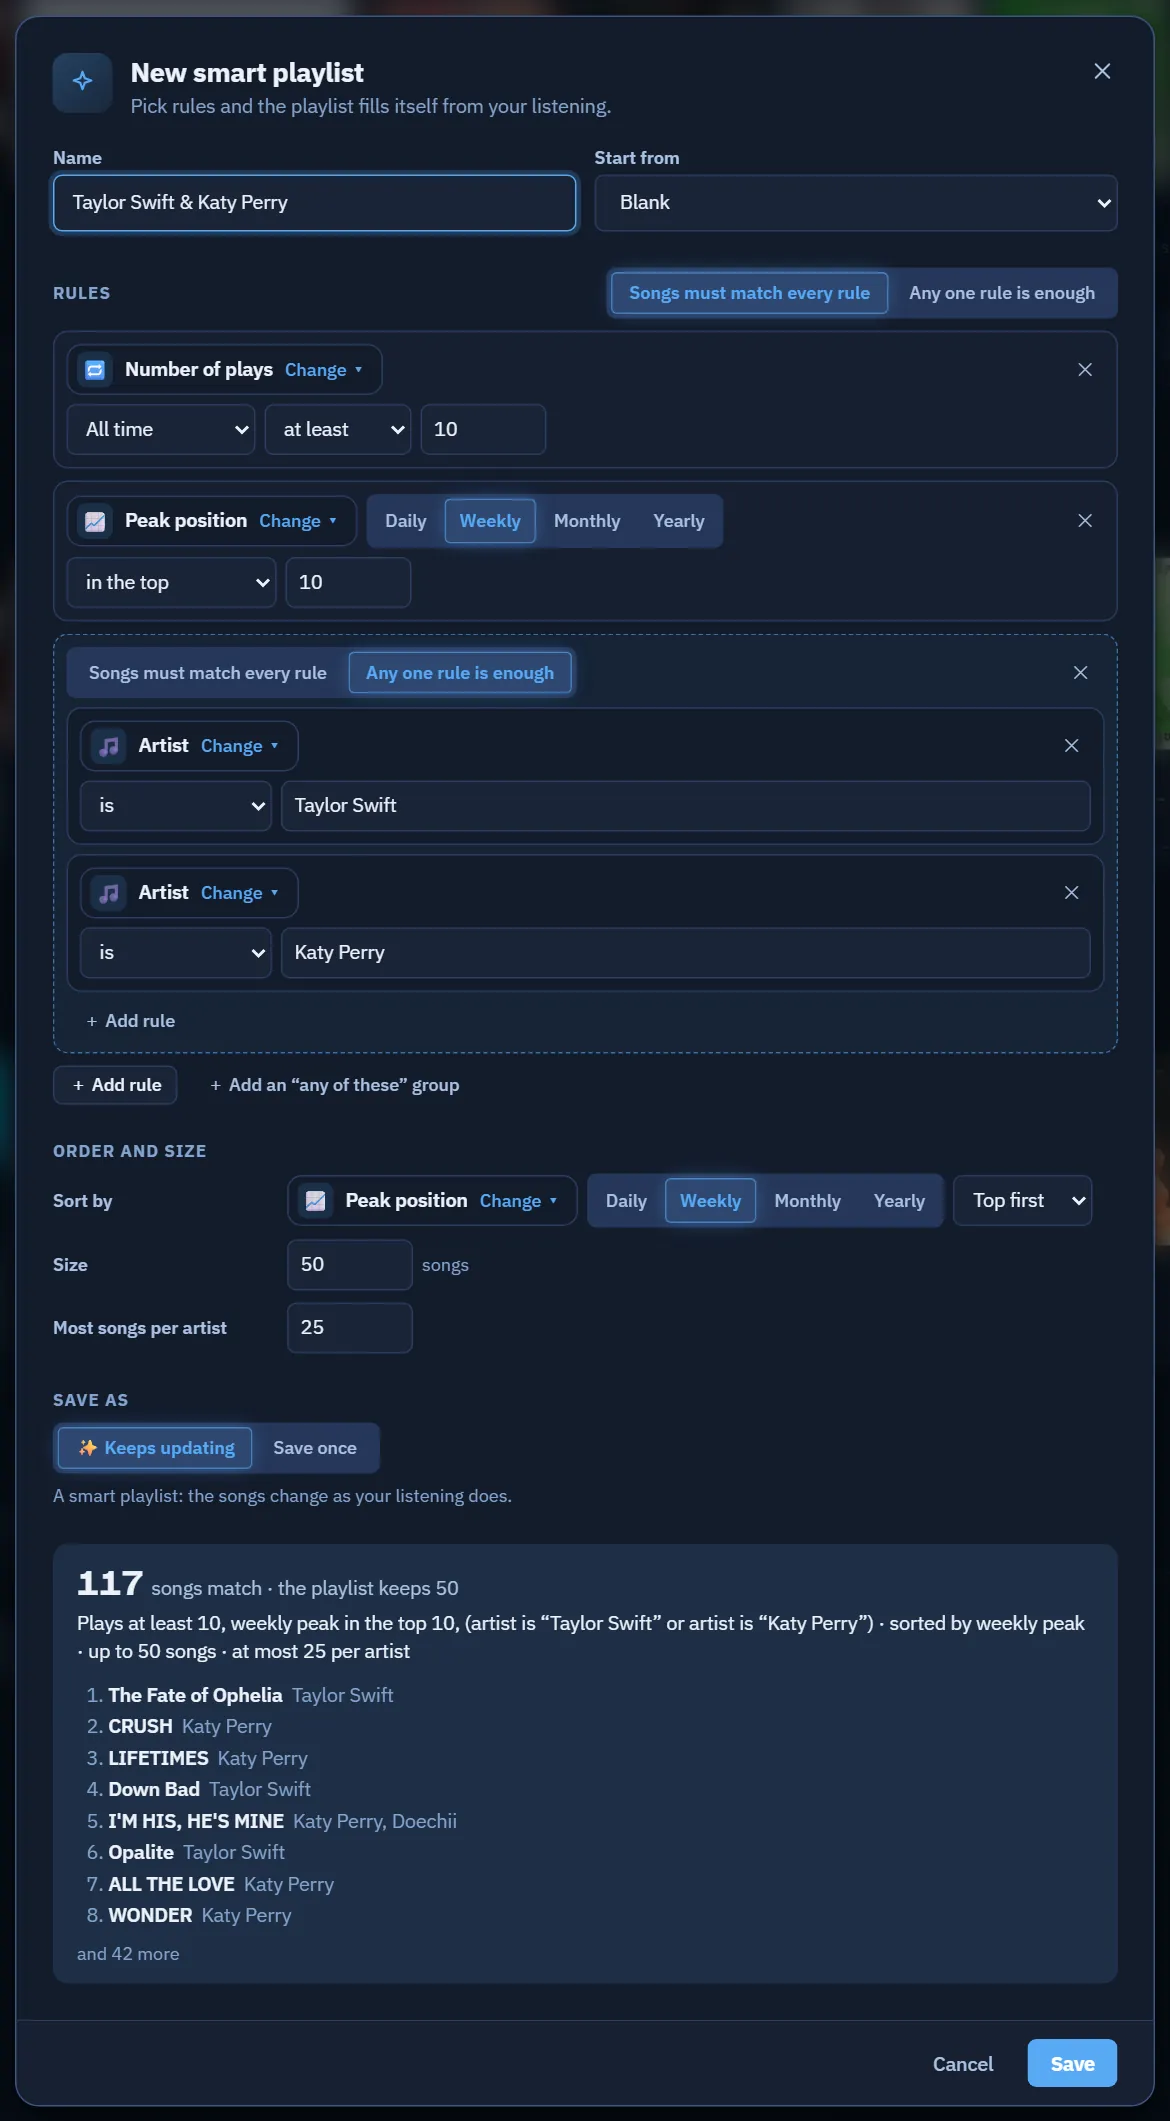 New smart playlist
Pick rules and the playlist fills itself from your listening.
Name
Start from
Taylor Swift & Katy Perry
Blank
RULES
Songs must match every rule
Any one rule is enough
Number of plays Change
All time
at least
10
Peak position Change
Daily
Weekly
Monthly
Yearly
in the top
10
Songs must match every rule
Any one rule is enough
Artist Change
is
Taylor Swift
Artist Change
is
Katy Perry
+ Add rule
+ Add rule
+ Add an “any of these” group
ORDER AND SIZE
Sort by
Peak position Change
Daily
Weekly
Monthly
Yearly
Top first
Size
50
songs
Most songs per artist
25
SAVE AS
✨ Keeps updating
Save once
A smart playlist: the songs change as your listening does.
117 songs match · the playlist keeps 50
Plays at least 10, weekly peak in the top 10, (artist is “Taylor Swift” or artist is “Katy Perry”) · sorted by weekly peak
· up to 50 songs · at most 25 per artist
1. The Fate of Ophelia Taylor Swift
2. CRUSH Katy Perry
3. LIFETIMES Katy Perry
4. Down Bad Taylor Swift
5. I'M HIS, HE'S MINE Katy Perry, Doechii
6. Opalite Taylor Swift
7. ALL THE LOVE Katy Perry
8. WONDER Katy Perry
and 42 more
Cancel
Save